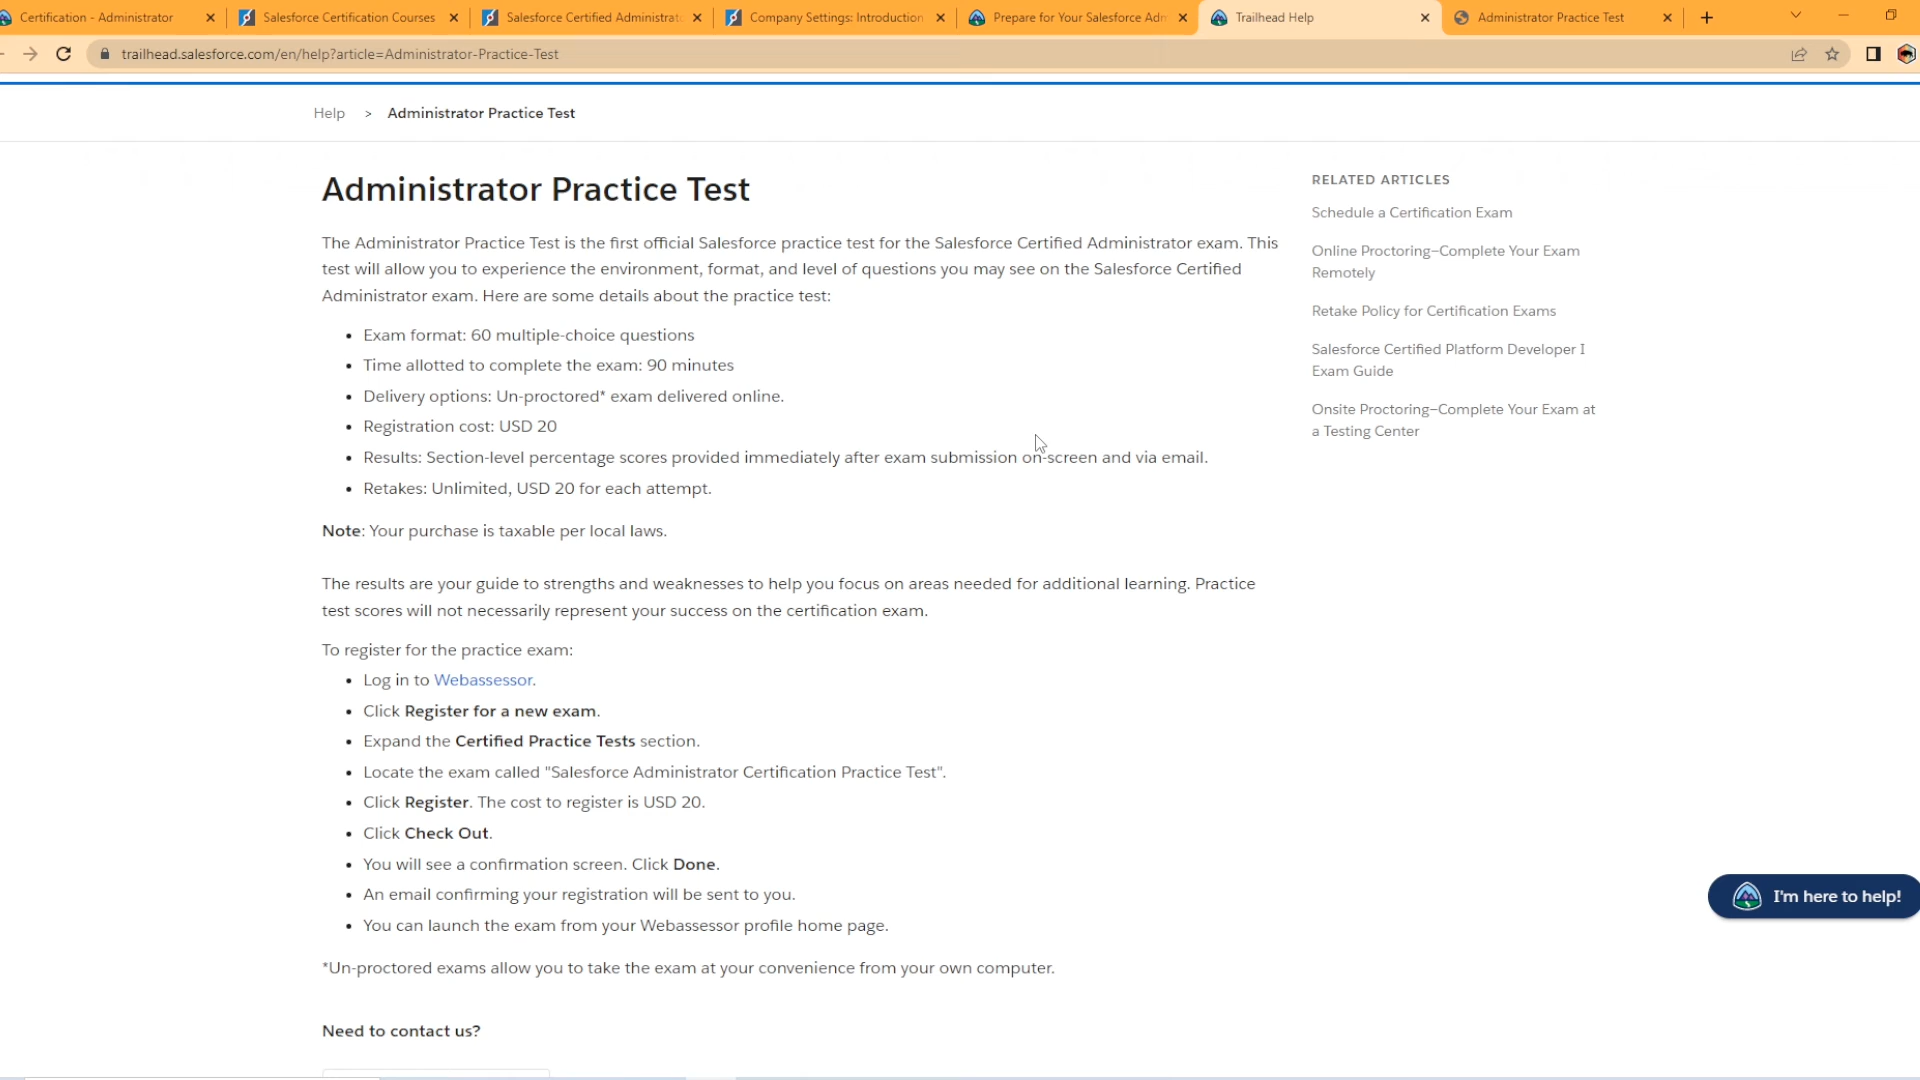 Certification - Administrator
Salesforce Certification Courses
Salesforce Certified Administrat
Company Settings: Introduction
Prepare for Your Salesforce Adm
Trailhead Help
Administrator Practice Test
trailhead.salesforce.com/en/help?article=Administrator-Practice-Test
Help > Administrator Practice Test
Administrator Practice Test
The Administrator Practice Test is the first official Salesforce practice test for the Salesforce Certified Administrator exam. This
test will allow you to experience the environment, format, and level of questions you may see on the Salesforce Certified
Administrator exam. Here are some details about the practice test:
• Exam format: 60 multiple-choice questions
• Time allotted to complete the exam: 90 minutes
• Delivery options: Un-proctored* exam delivered online.
• Registration cost: USD 20
• Results: Section-level percentage scores provided immediately after exam submission on-screen and via email.
• Retakes: Unlimited, USD 20 for each attempt.
Note: Your purchase is taxable per local laws.
The results are your guide to strengths and weaknesses to help you focus on areas needed for additional learning. Practice
test scores will not necessarily represent your success on the certification exam.
To register for the practice exam:
• Log in to Webassessor.
• Click Register for a new exam.
• Expand the Certified Practice Tests section.
• Locate the exam called "Salesforce Administrator Certification Practice Test".
• Click Register. The cost to register is USD 20.
• Click Check Out.
• You will see a confirmation screen. Click Done.
• An email confirming your registration will be sent to you.
• You can launch the exam from your Webassessor profile home page.
*Un-proctored exams allow you to take the exam at your convenience from your own computer.
Need to contact us?
RELATED ARTICLES
Schedule a Certification Exam
Online Proctoring–Complete Your Exam
Remotely
Retake Policy for Certification Exams
Salesforce Certified Platform Developer I
Exam Guide
Onsite Proctoring–Complete Your Exam at
a Testing Center
I'm here to help!